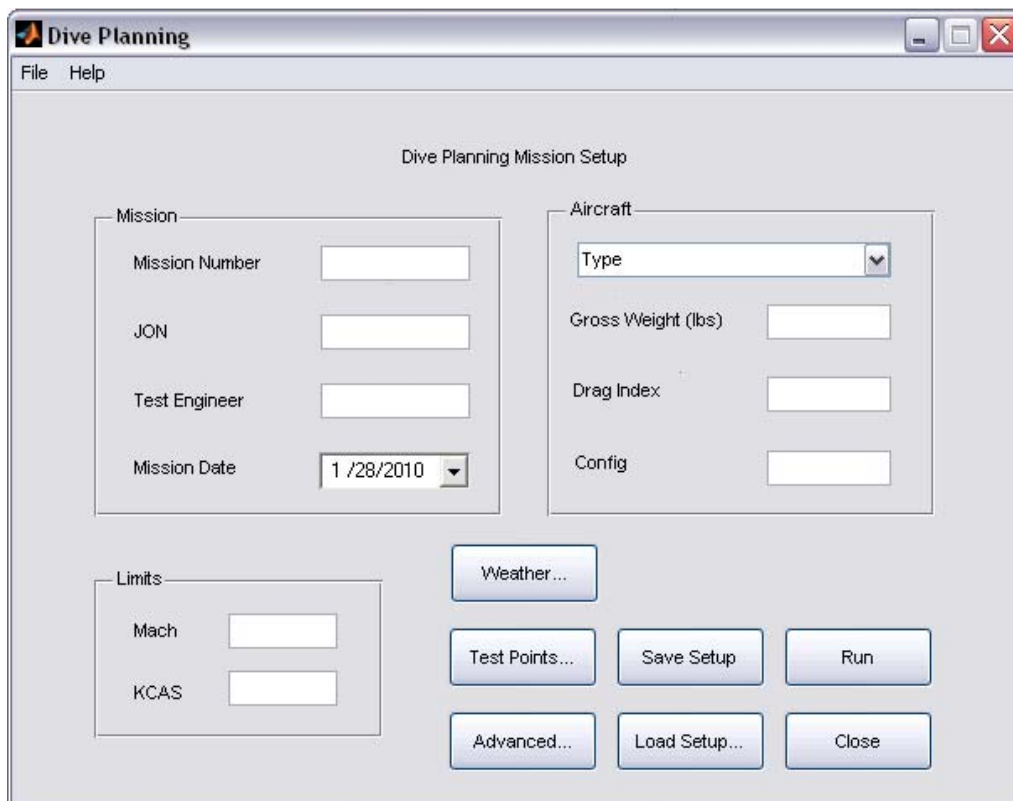 Dive Planning
File Help
Dive Planning Mission Setup
Mission
Mission Number
JON
Test Engineer
Mission Date 1 /28/2010
Aircraft
Type
Gross Weight (lbs)
Drag Index
Config
Limits
Mach
KCAS
Weather...
Test Points... Save Setup Run
Advanced... Load Setup... Close